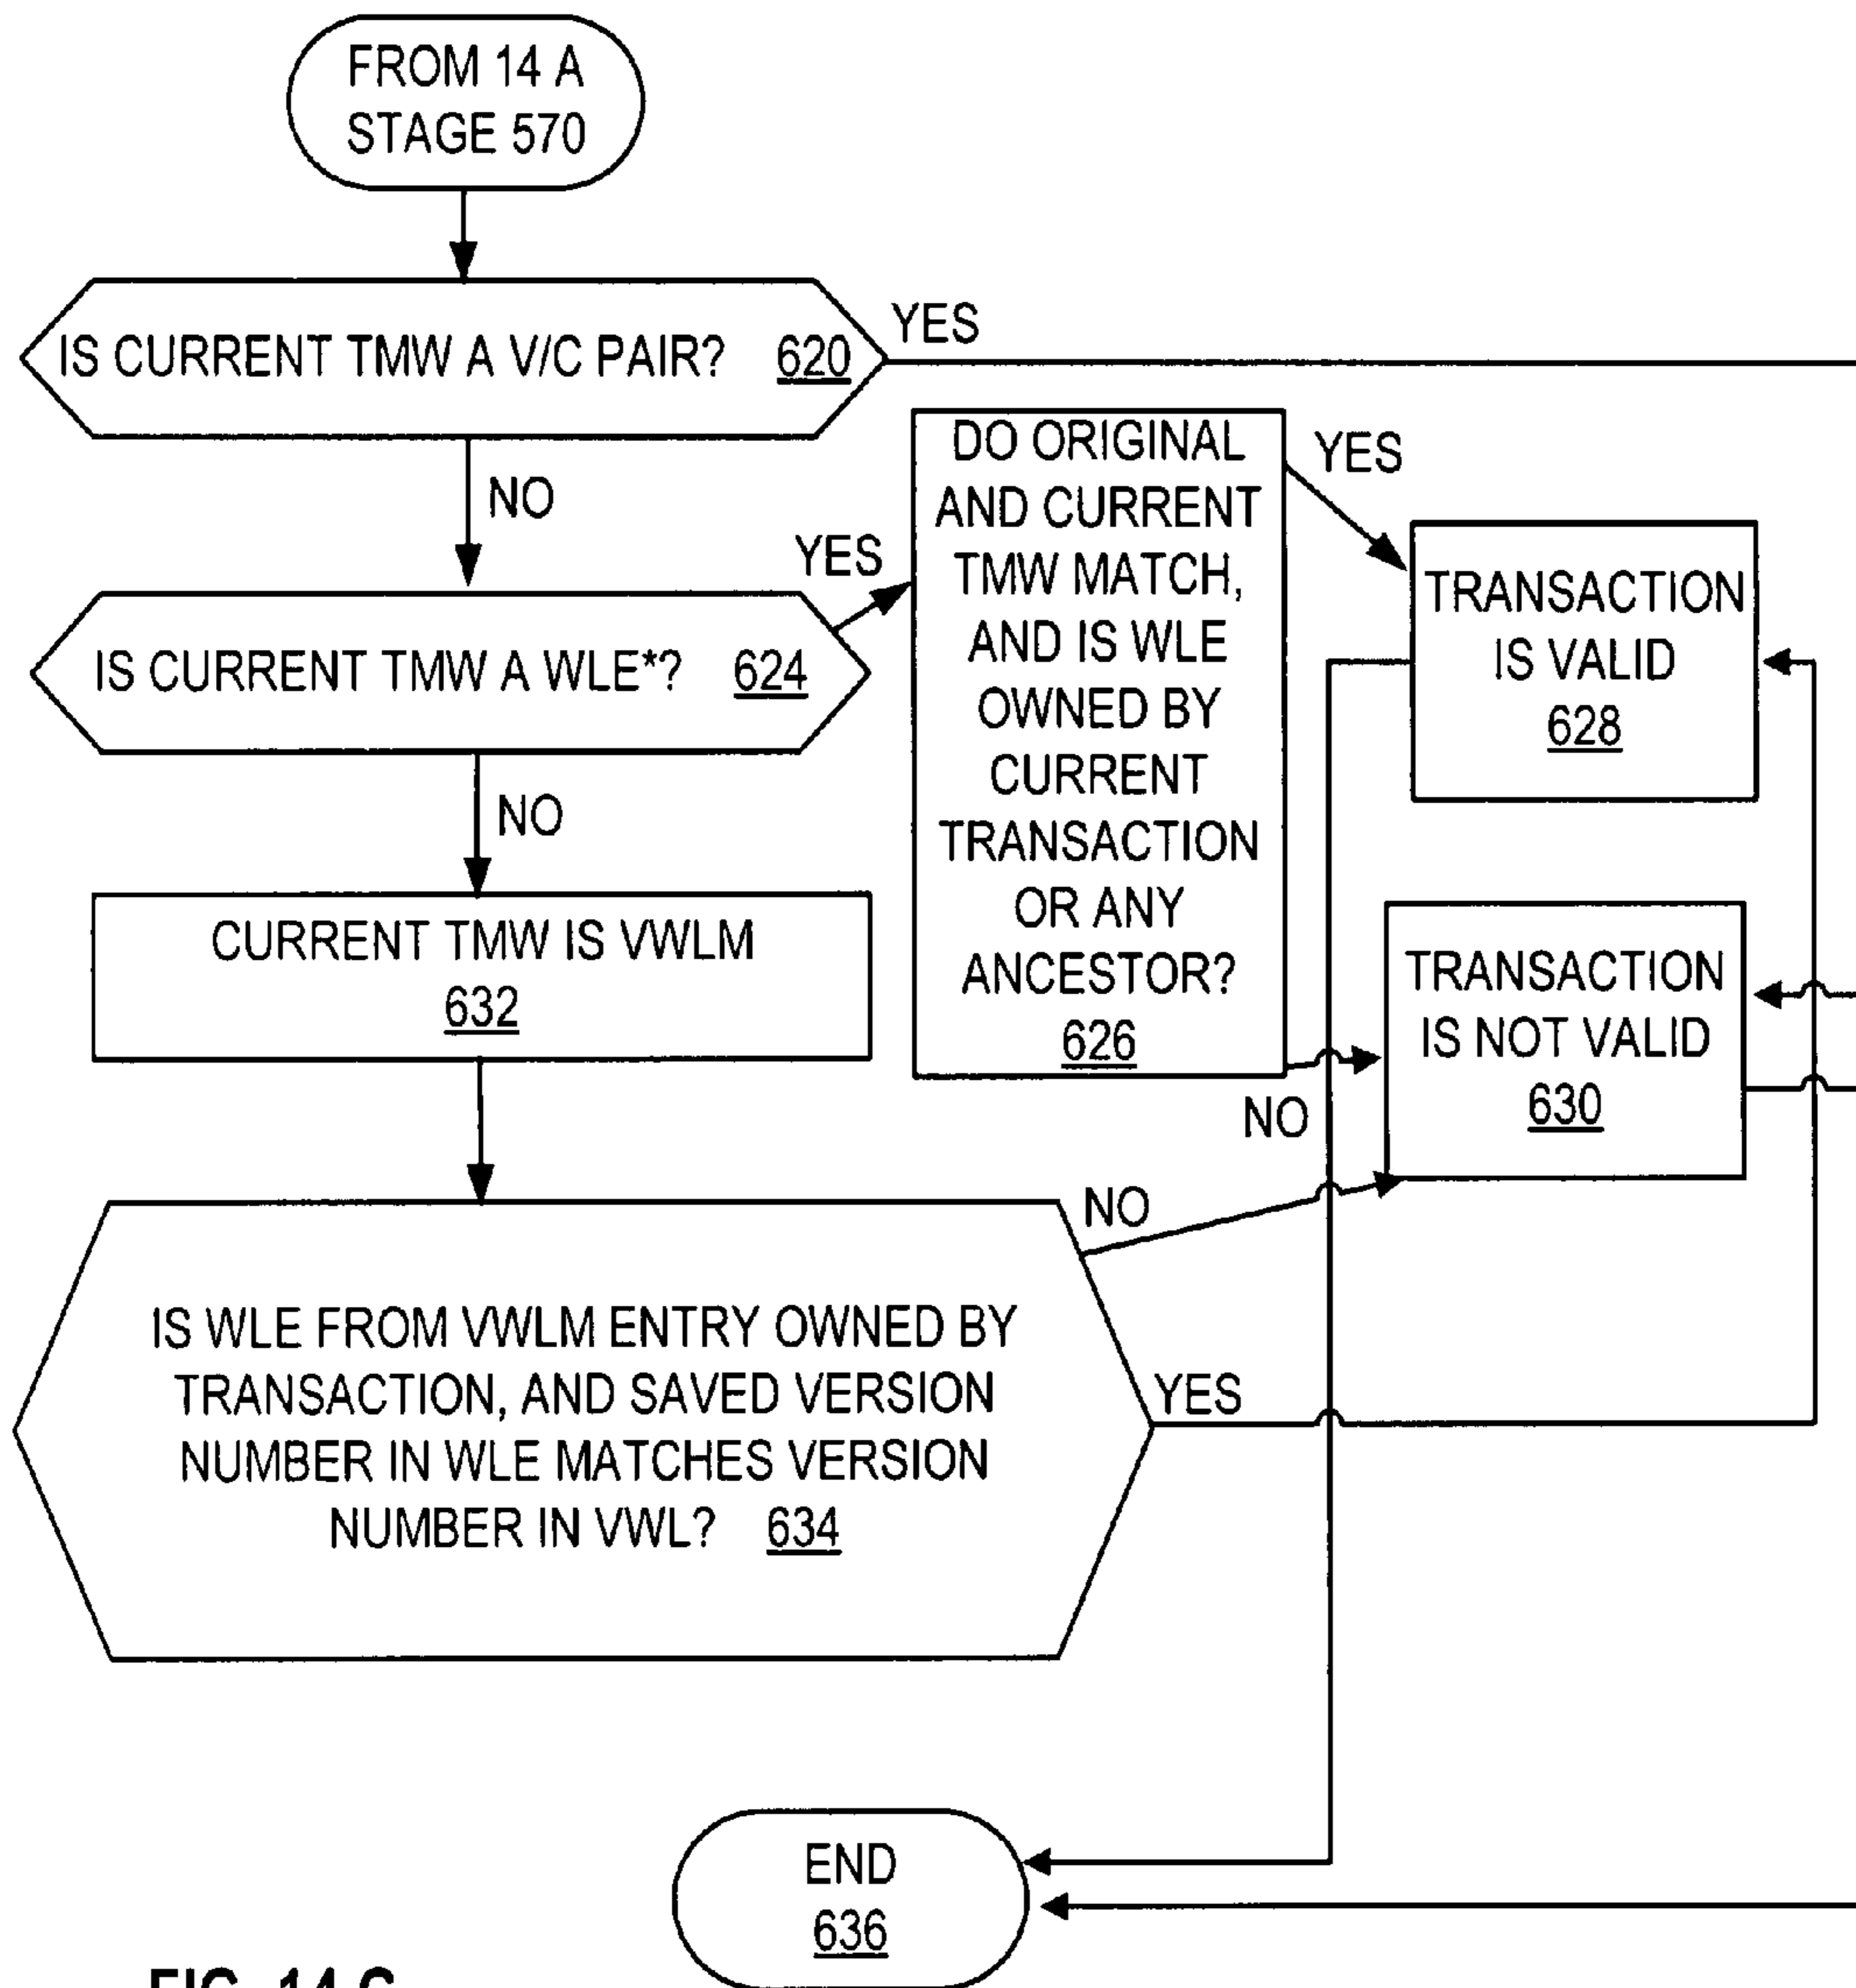 FROM 14 A
STAGE 570
IS CURRENT TMW A V/C PAIR? 620
YES
NO
IS CURRENT TMW A WLE*? 624
YES
NO
DO ORIGINAL
AND CURRENT
TMW MATCH,
AND IS WLE
OWNED BY
CURRENT
TRANSACTION
OR ANY
ANCESTOR?
626
YES
NO
TRANSACTION
IS VALID
628
CURRENT TMW IS VWLM
632
TRANSACTION
IS NOT VALID
630
IS WLE FROM VWLM ENTRY OWNED BY
TRANSACTION, AND SAVED VERSION
NUMBER IN WLE MATCHES VERSION
NUMBER IN VWL? 634
NO
YES
END
636
FIG. 14 C